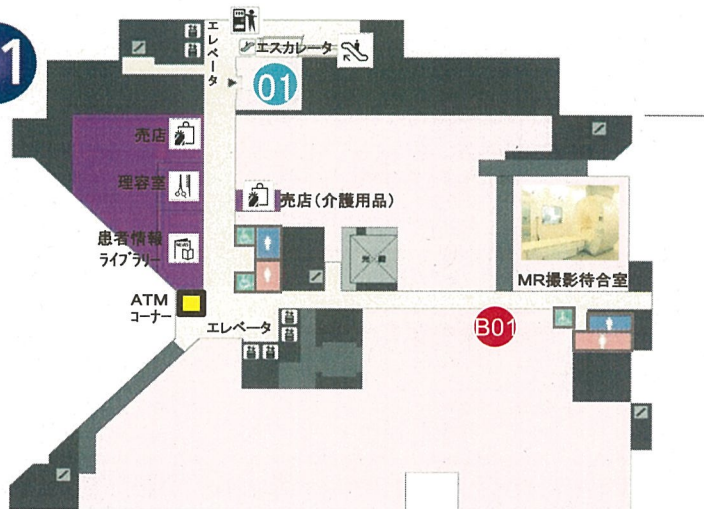 1
エレベータ
エスカレータ
01
売店
理容室
売店(介護用品)
患者情報
ライブラリー
MR撮影待合室
ATM
コーナー
エレベータ
B01